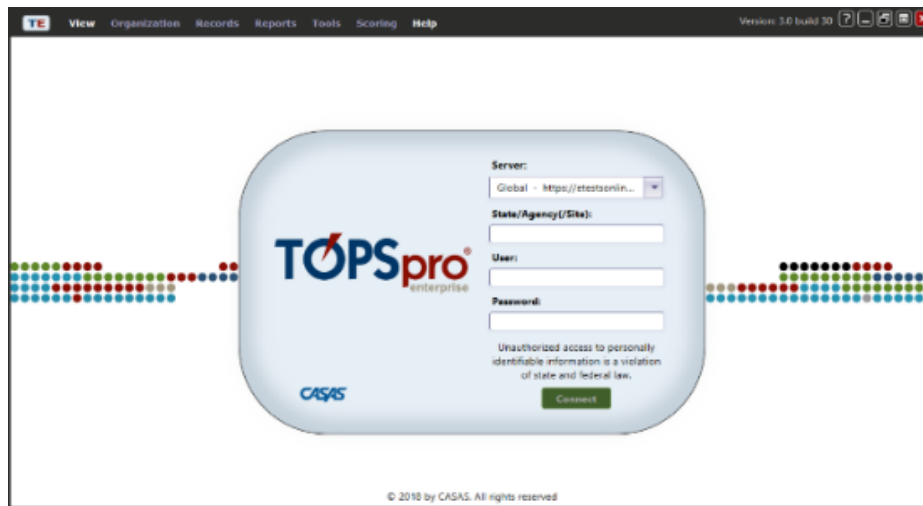 TE View Organization Records Reports Tools Scoring Help Version: 3.0 build 30 ?
Server:
Global - https://etestsonlin...
State/Agency(/Site):
User:
Password:
TOPSpro®
enterprise
Unauthorized access to personally
identifiable information is a violation
of state and federal law.
CASAS
Connect
© 2018 by CASAS. All rights reserved